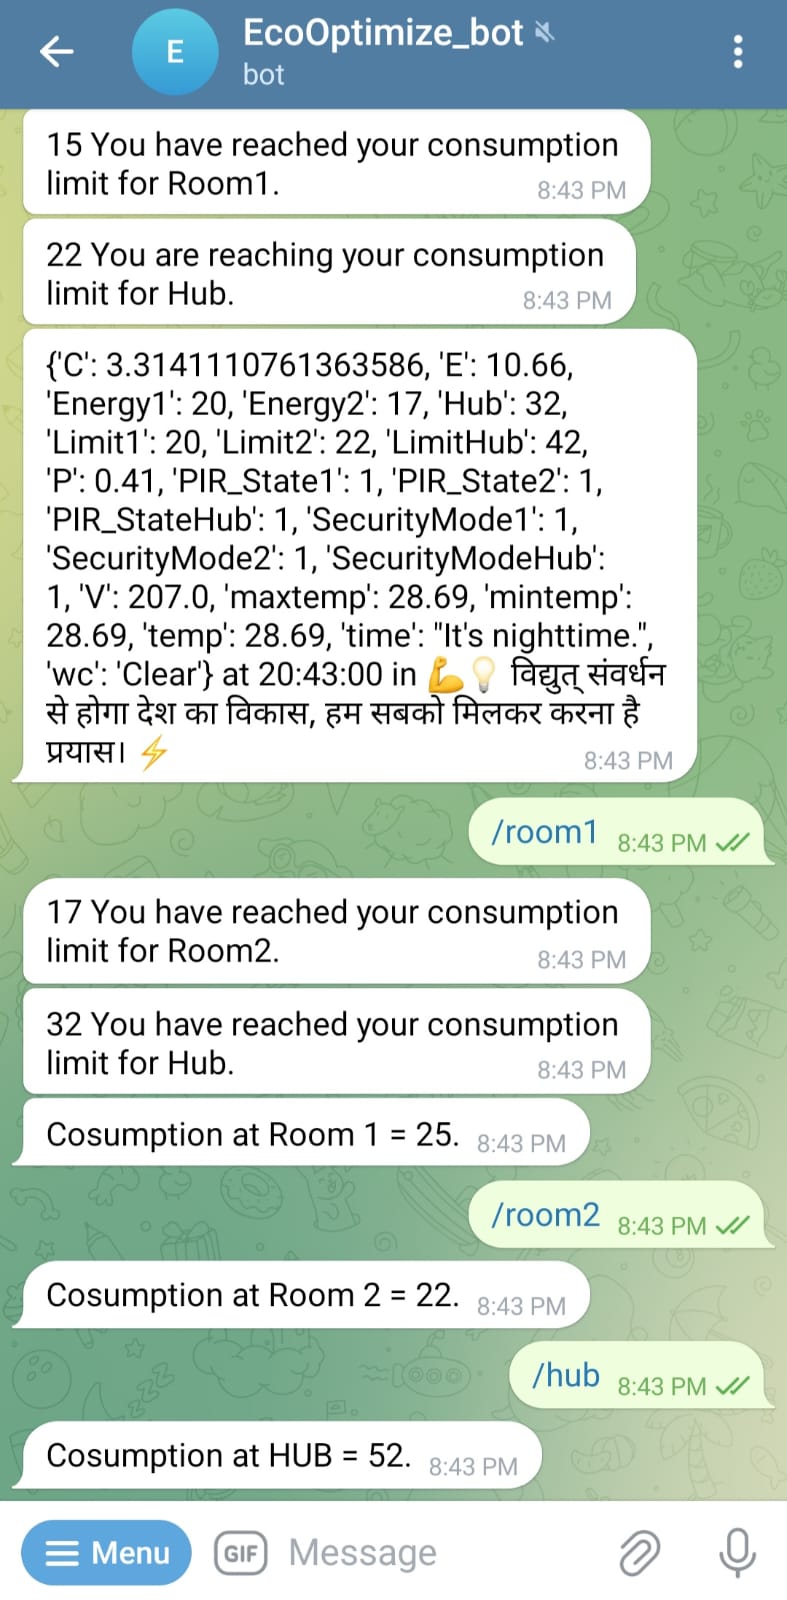 E
EcoOptimize_bot
bot
15 You have reached your consumption
limit for Room1.
8:43 PM
22 You are reaching your consumption
limit for Hub.
8:43 PM
{'C': 3.3141110761363586, 'E': 10.66,
'Energy1': 20, 'Energy2': 17, 'Hub': 32,
'Limit1': 20, 'Limit2': 22, 'LimitHub': 42,
'P': 0.41, 'PIR_State1': 1, 'PIR_State2': 1,
'PIR_StateHub': 1, 'SecurityMode1': 1,
'SecurityMode2': 1, 'SecurityModeHub':
1, 'V': 207.0, 'maxtemp': 28.69, 'mintemp':
28.69, 'temp': 28.69, 'time': "It's nighttime.",
'wc': 'Clear'} at 20:43:00 in 💪💡 विद्युत् संवर्धन
से होगा देश का विकास, हम सबको मिलकर करना है
प्रयास। ⚡
8:43 PM
/room1 8:43 PM
17 You have reached your consumption
limit for Room2.
8:43 PM
32 You have reached your consumption
limit for Hub.
8:43 PM
Cosumption at Room 1 = 25. 8:43 PM
/room2 8:43 PM
Cosumption at Room 2 = 22. 8:43 PM
/hub 8:43 PM
Cosumption at HUB = 52. 8:43 PM
Menu GIF Message